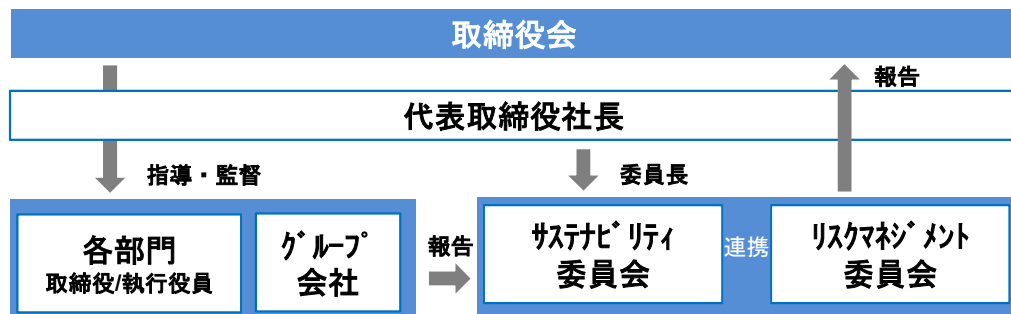 取締役会
報告
代表取締役社長
指導・監督
委員長
各部門
取締役/執行役員
ｸﾞﾙｰﾌﾟ
会社
報告
ｻｽﾃﾅﾋﾞﾘﾃｨ
委員会
連携
ﾘｽｸﾏﾈｼﾞﾒﾝﾄ
委員会